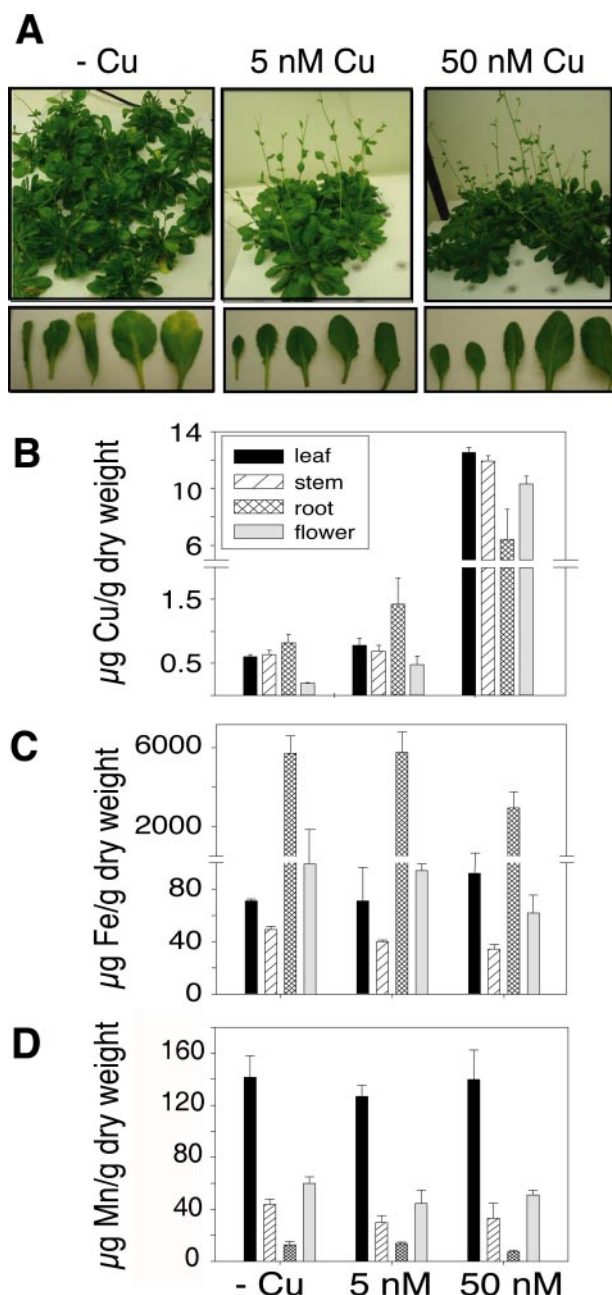 A
- Cu
5 nM Cu
50 nM Cu
B
µg Cu/g dry weight
14
10
6
1.5
0.5
leaf
stem
root
flower
C
µg Fe/g dry weight
6000
2000
80
40
0
D
µg Mn/g dry weight
160
120
80
40
0
- Cu
5 nM
50 nM